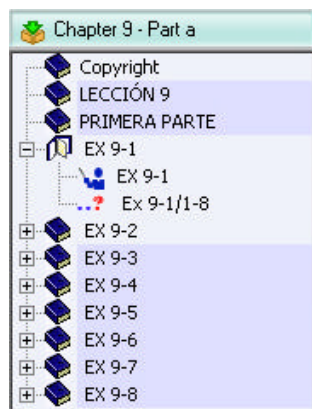 Chapter 9 - Part a
Copyright
LECCIÓN 9
PRIMERA PARTE
EX 9-1
EX 9-1
Ex 9-1/1-8
EX 9-2
EX 9-3
EX 9-4
EX 9-5
EX 9-6
EX 9-7
EX 9-8